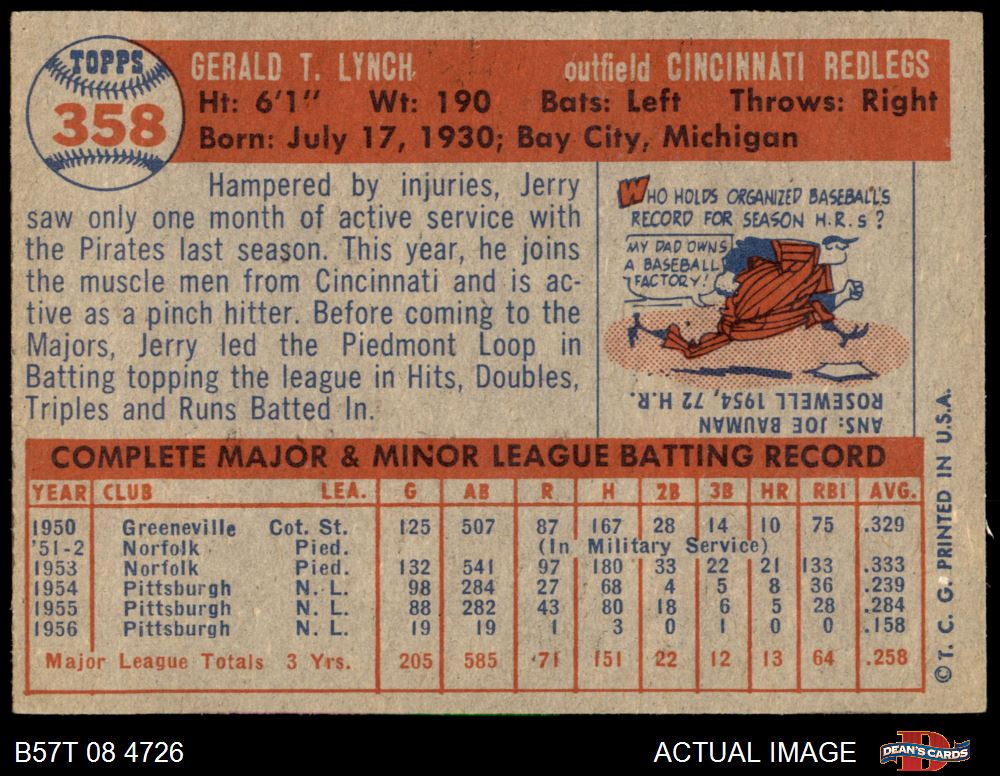 TOPPS
358
GERALD T. LYNCH outfield CINCINNATI REDLEGS
Ht: 6'1" Wt: 190 Bats: Left Throws: Right
Born: July 17, 1930; Bay City, Michigan
Hampered by injuries, Jerry
saw only one month of active service with
the Pirates last season. This year, he joins
the muscle men from Cincinnati and is ac-
tive as a pinch hitter. Before coming to the
Majors, Jerry led the Piedmont Loop in
Batting topping the league in Hits, Doubles,
Triples and Runs Batted In.
WHO HOLDS ORGANIZED BASEBALL'S
RECORD FOR SEASON H.R.s?
MY DAD OWNS
A BASEBALL
FACTORY!
ANS: JOE BAUMAN
ROSEWELL 1954, 72 H.R.
COMPLETE MAJOR & MINOR LEAGUE BATTING RECORD
YEAR CLUB LEA. G AB R H 2B 3B HR RBI AVG.
1950 Greeneville Cot. St. 125 507 87 167 28 14 10 75 .329
'51-2 Norfolk Pied. (In Military Service)
1953 Norfolk Pied. 132 541 97 180 33 22 21 133 .333
1954 Pittsburgh N. L. 98 284 27 68 4 5 8 36 .239
1955 Pittsburgh N. L. 88 282 43 80 18 6 5 28 .284
1956 Pittsburgh N. L. 19 19 1 3 0 1 0 0 .158
Major League Totals 3 Yrs. 205 585 71 151 22 12 13 64 .258
© T. C. G. PRINTED IN U.S.A.
B57T 08 4726 ACTUAL IMAGE DEAN'S CARDS